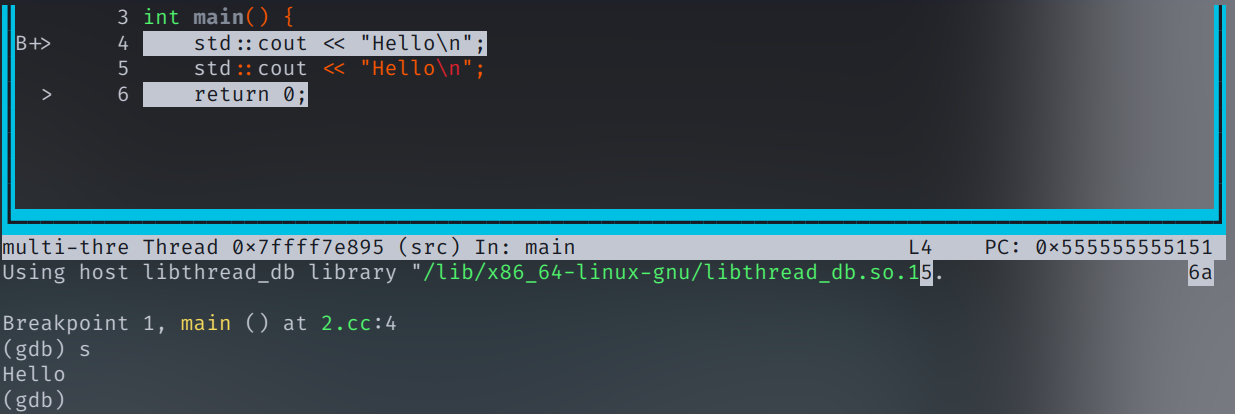 3 int main() {
B+> 4 std::cout << "Hello\n";
5 std::cout << "Hello\n";
> 6 return 0;
multi-thre Thread 0x7ffff7e895 (src) In: main L4 PC: 0x555555555151
Using host libthread_db library "/lib/x86_64-linux-gnu/libthread_db.so.15. 6a
Breakpoint 1, main () at 2.cc:4
(gdb) s
Hello
(gdb)